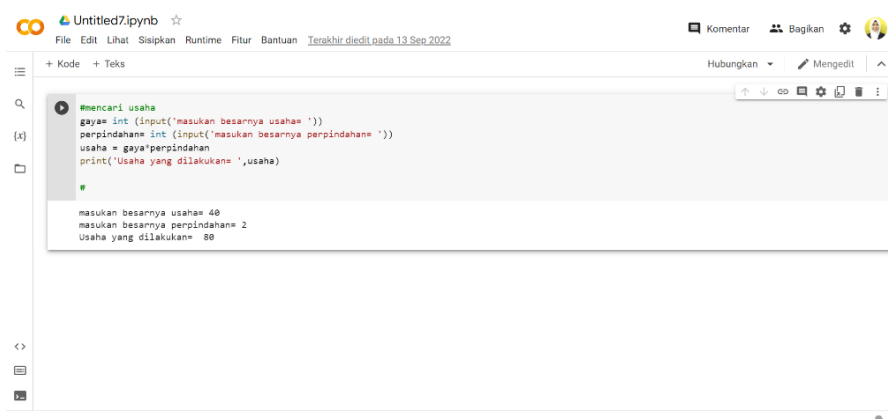 Untitled7.ipynb
File Edit Lihat Sisipkan Runtime Fitur Bantuan Terakhir diedit pada 13 Sep 2022
Komentar Bagikan
+ Kode + Teks
Hubungkan Mengedit
{x}
#mencari usaha
gaya= int (input('masukan besarnya usaha= '))
perpindahan= int (input('masukan besarnya perpindahan= '))
usaha = gaya*perpindahan
print('Usaha yang dilakukan= ',usaha)
#
masukan besarnya usaha= 40
masukan besarnya perpindahan= 2
Usaha yang dilakukan=  80